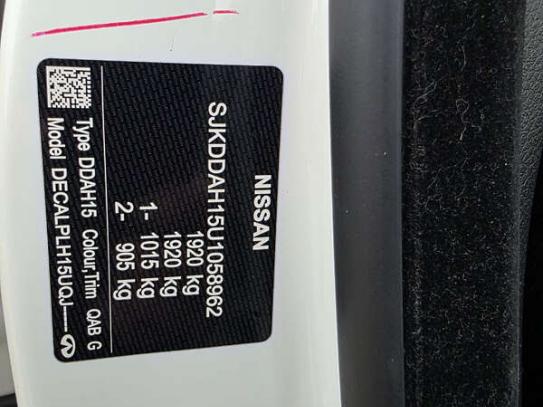 NISSAN
SJKDDAH15U1058962
1920 kg
1920 kg
1- 1015 kg
2- 905 kg
Type DDAH15 Colour,Trim QAB G
Model DECALPLH15UQJ-----